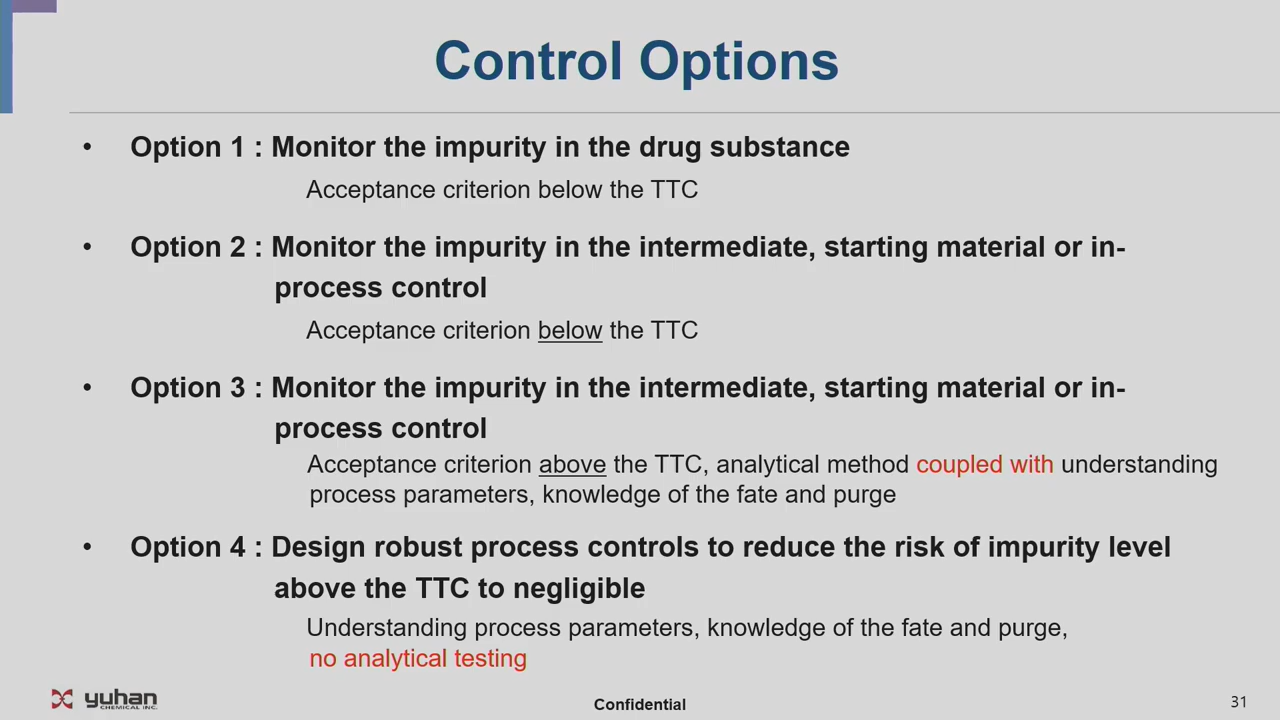 Control Options
• Option 1 : Monitor the impurity in the drug substance
Acceptance criterion below the TTC
• Option 2 : Monitor the impurity in the intermediate, starting material or in-
process control
Acceptance criterion below the TTC
• Option 3 : Monitor the impurity in the intermediate, starting material or in-
process control
Acceptance criterion above the TTC, analytical method coupled with understanding
process parameters, knowledge of the fate and purge
• Option 4 : Design robust process controls to reduce the risk of impurity level
above the TTC to negligible
Understanding process parameters, knowledge of the fate and purge,
no analytical testing
yuhan
CHEMICAL INC.
Confidential
31